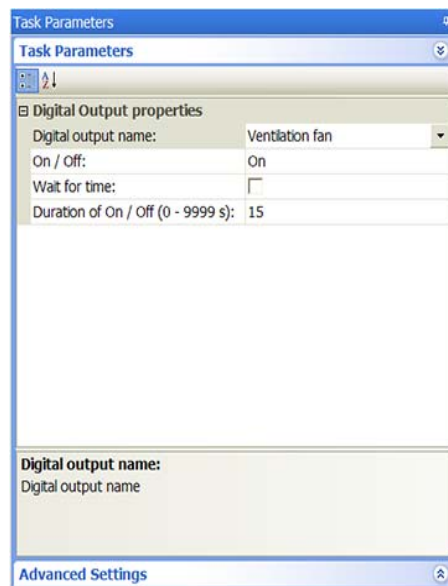 Task Parameters
Task Parameters
Digital Output properties
Digital output name: Ventilation fan
On / Off: On
Wait for time:
Duration of On / Off (0 - 9999 s): 15
Digital output name:
Digital output name
Advanced Settings